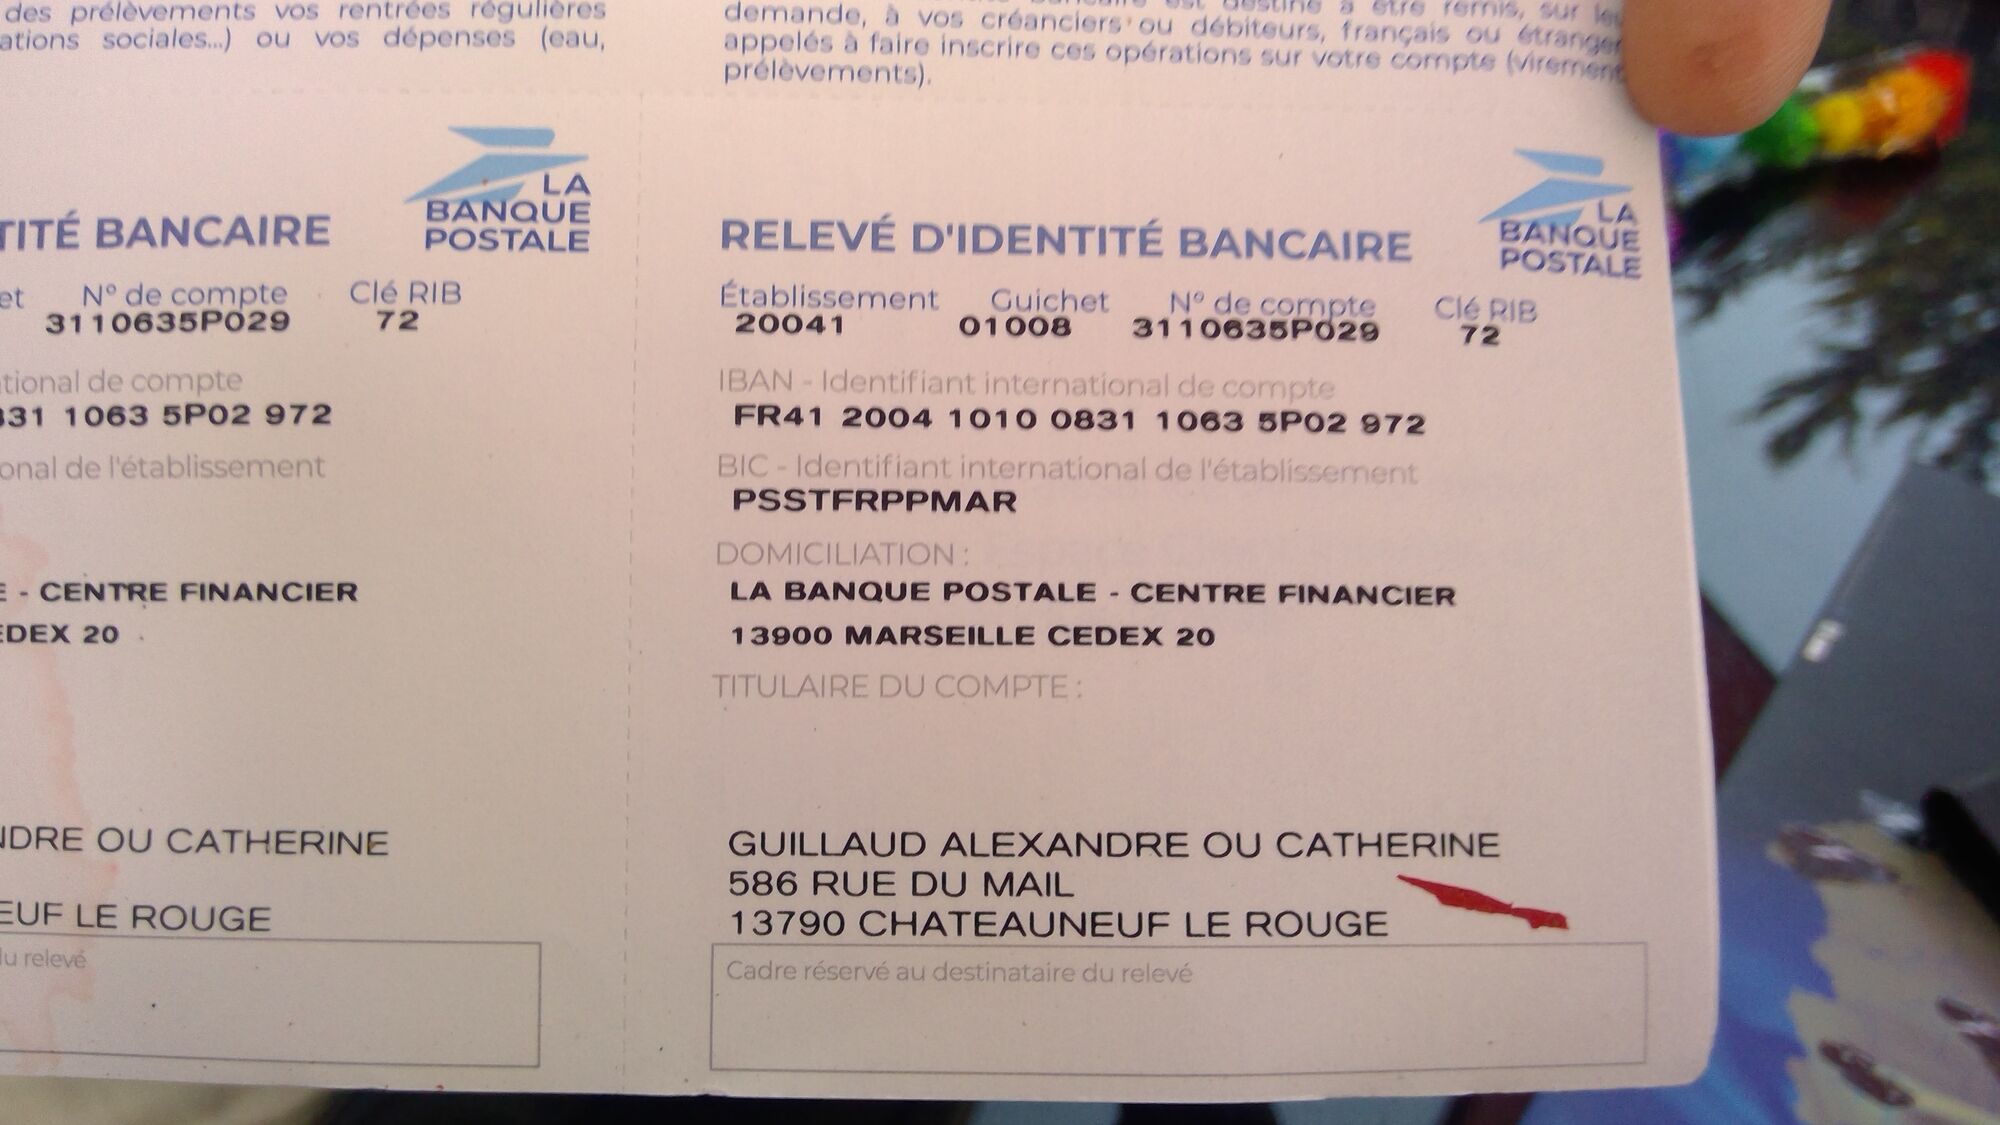 des prélèvements vos rentrées régulières
ations sociales...) ou vos dépenses (eau,
LA
BANQUE
POSTALE
TITÉ BANCAIRE
et N° de compte Clé RIB
3110635P029 72
tional de compte
331 1063 5P02 972
onal de l'établissement
E - CENTRE FINANCIER
EDEX 20
NDRE OU CATHERINE
EUF LE ROUGE
du relevé
demande, à vos créanciers ou débiteurs, français ou étranger
appelés à faire inscrire ces opérations sur votre compte (virement
prélèvements).
LA
BANQUE
POSTALE
RELEVÉ D'IDENTITÉ BANCAIRE
Établissement Guichet N° de compte Clé RIB
20041 01008 3110635P029 72
IBAN - Identifiant international de compte
FR41 2004 1010 0831 1063 5P02 972
BIC - Identifiant international de l'établissement
PSSTFRPPMAR
DOMICILIATION :
LA BANQUE POSTALE - CENTRE FINANCIER
13900 MARSEILLE CEDEX 20
TITULAIRE DU COMPTE :
GUILLAUD ALEXANDRE OU CATHERINE
586 RUE DU MAIL
13790 CHATEAUNEUF LE ROUGE
Cadre réservé au destinataire du relevé